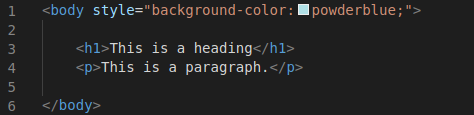 1 <body style="background-color:powderblue;">
2
3 <h1>This is a heading</h1>
4 <p>This is a paragraph.</p>
5
6 </body>